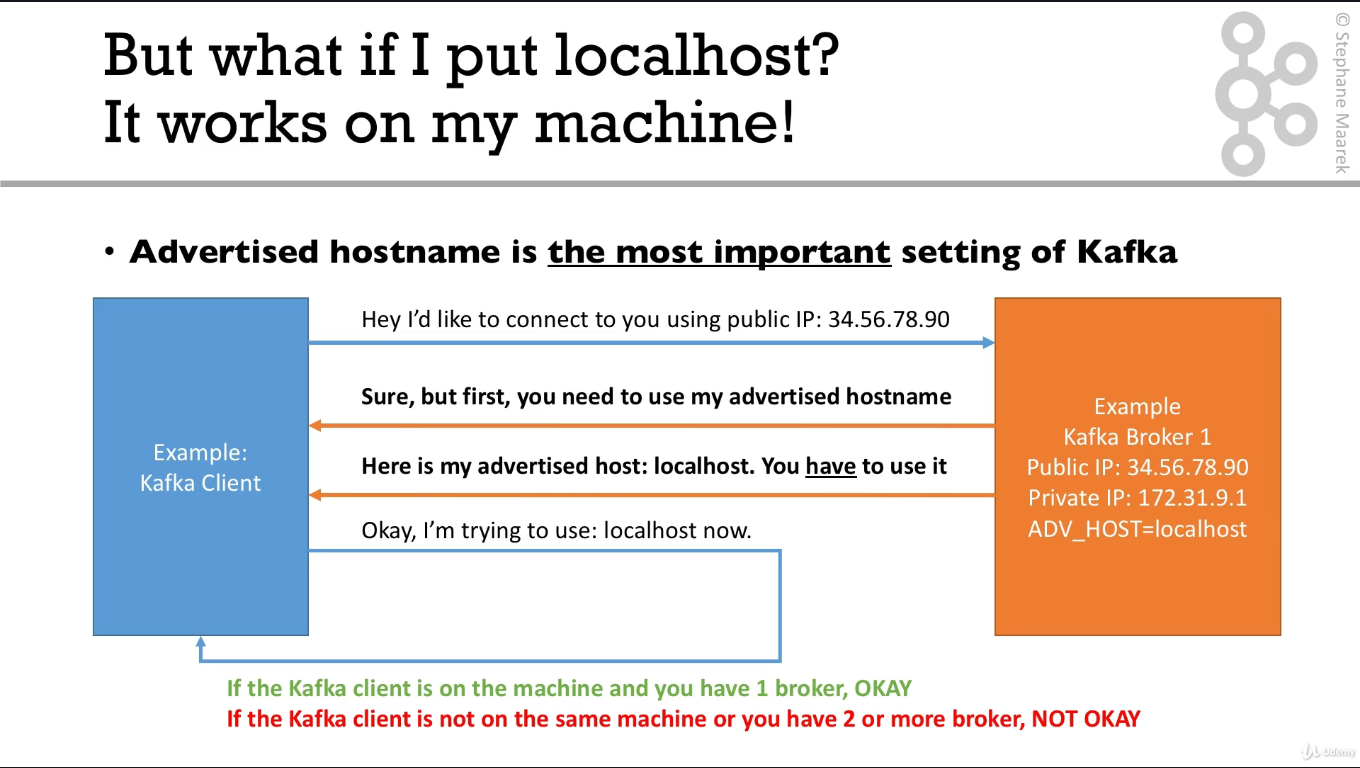 But what if I put localhost?
It works on my machine!
© Stephane Maarek
• Advertised hostname is the most important setting of Kafka
Hey I’d like to connect to you using public IP: 34.56.78.90
Sure, but first, you need to use my advertised hostname
Here is my advertised host: localhost. You have to use it
Okay, I’m trying to use: localhost now.
Example:
Kafka Client
Example
Kafka Broker 1
Public IP: 34.56.78.90
Private IP: 172.31.9.1
ADV_HOST=localhost
If the Kafka client is on the machine and you have 1 broker, OKAY
If the Kafka client is not on the same machine or you have 2 or more broker, NOT OKAY
Udemy